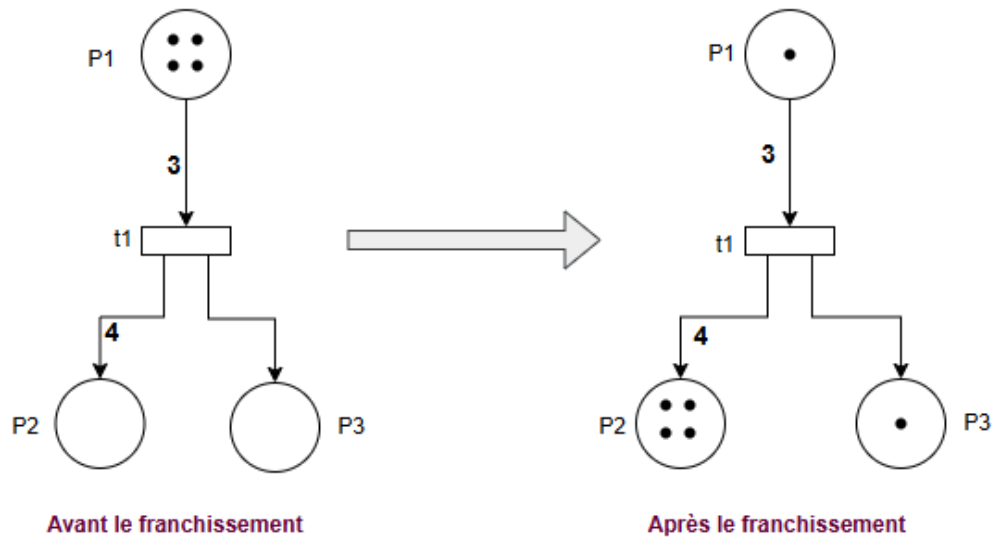 P1
3
t1
4
P2
P3
Avant le franchissement
P1
3
t1
4
P2
P3
Après le franchissement